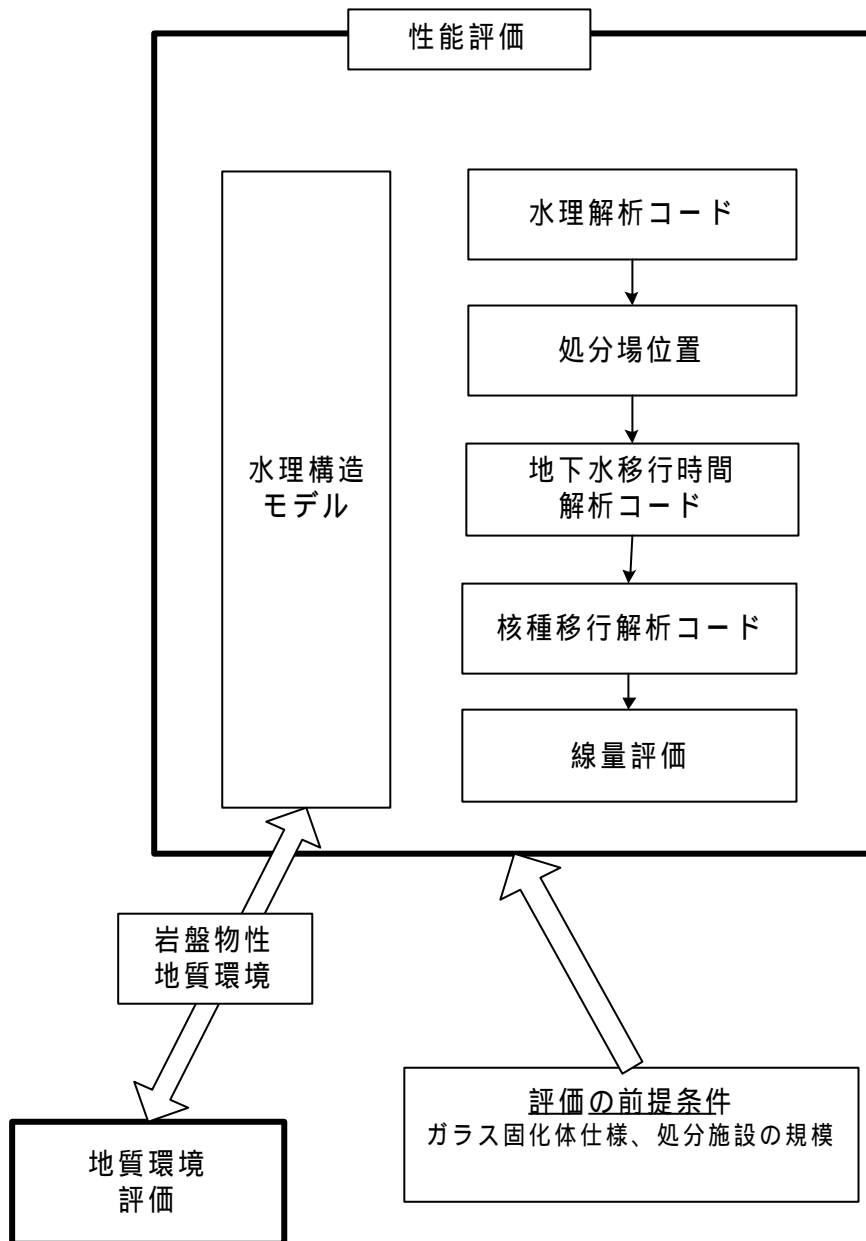 性能評価
水理解析コード
処分場位置
水理構造
モデル
地下水移行時間
解析コード
核種移行解析コード
線量評価
岩盤物性
地質環境
評価の前提条件
ガラス固化体仕様、処分施設の規模
地質環境
評価